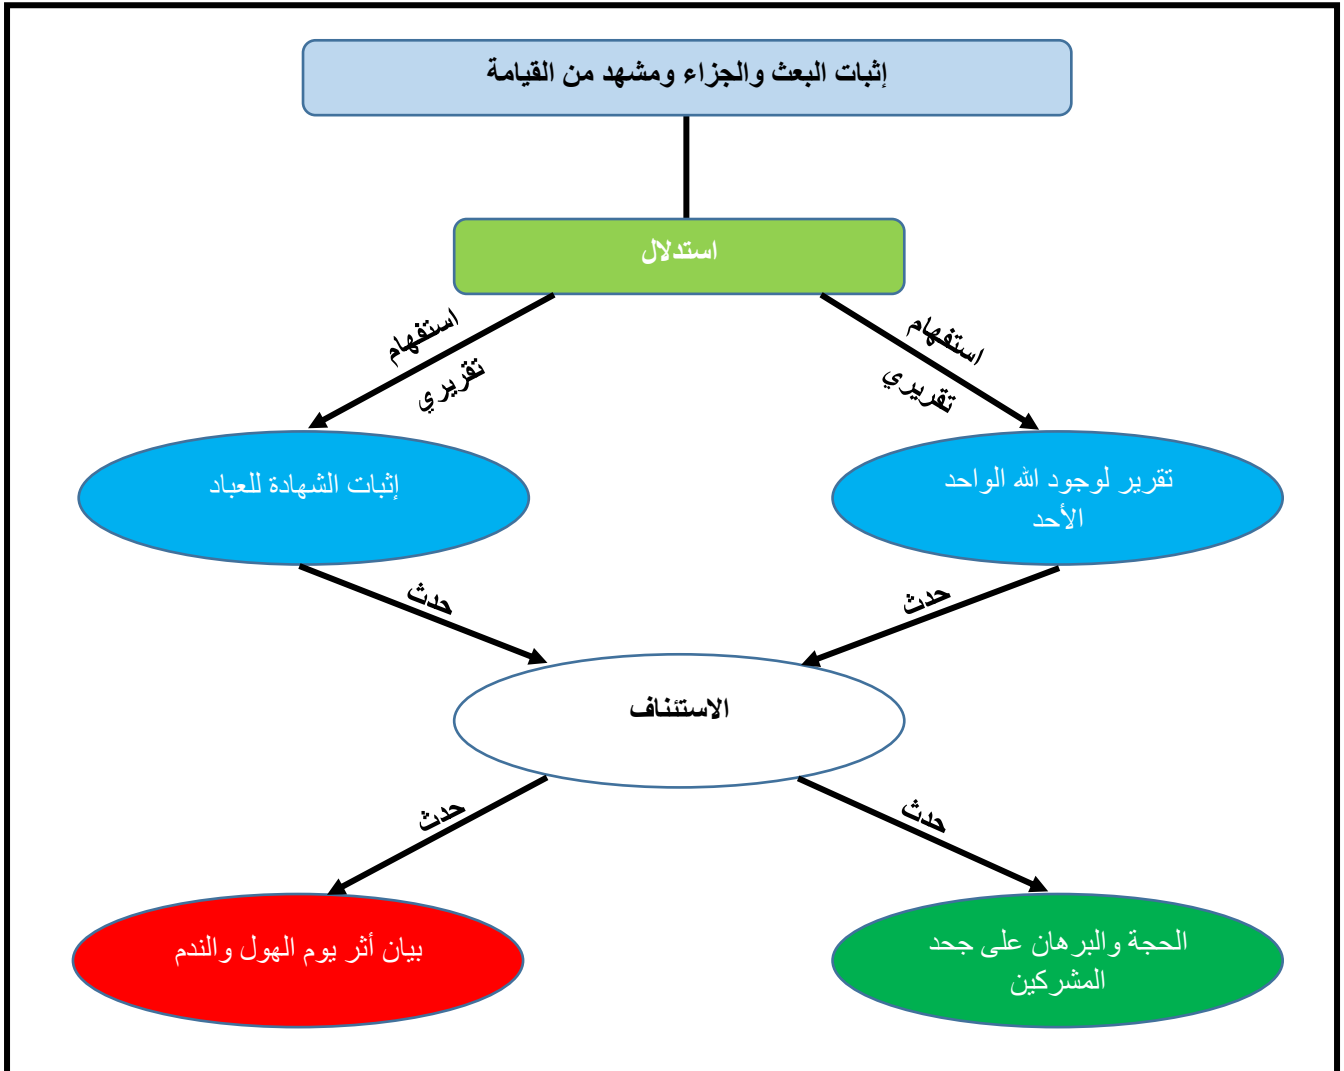 إثبات البعث والجزاء ومشهد من القيامة
استدلال
استفهام
تقريري
استفهام
تقريري
تقرير لوجود الله الواحد
الأحد
إثبات الشهادة للعباد
حدث
حدث
الاستئناف
حدث
حدث
الحجة والبرهان على جحد
المشركين
بيان أثر يوم الهول والندم